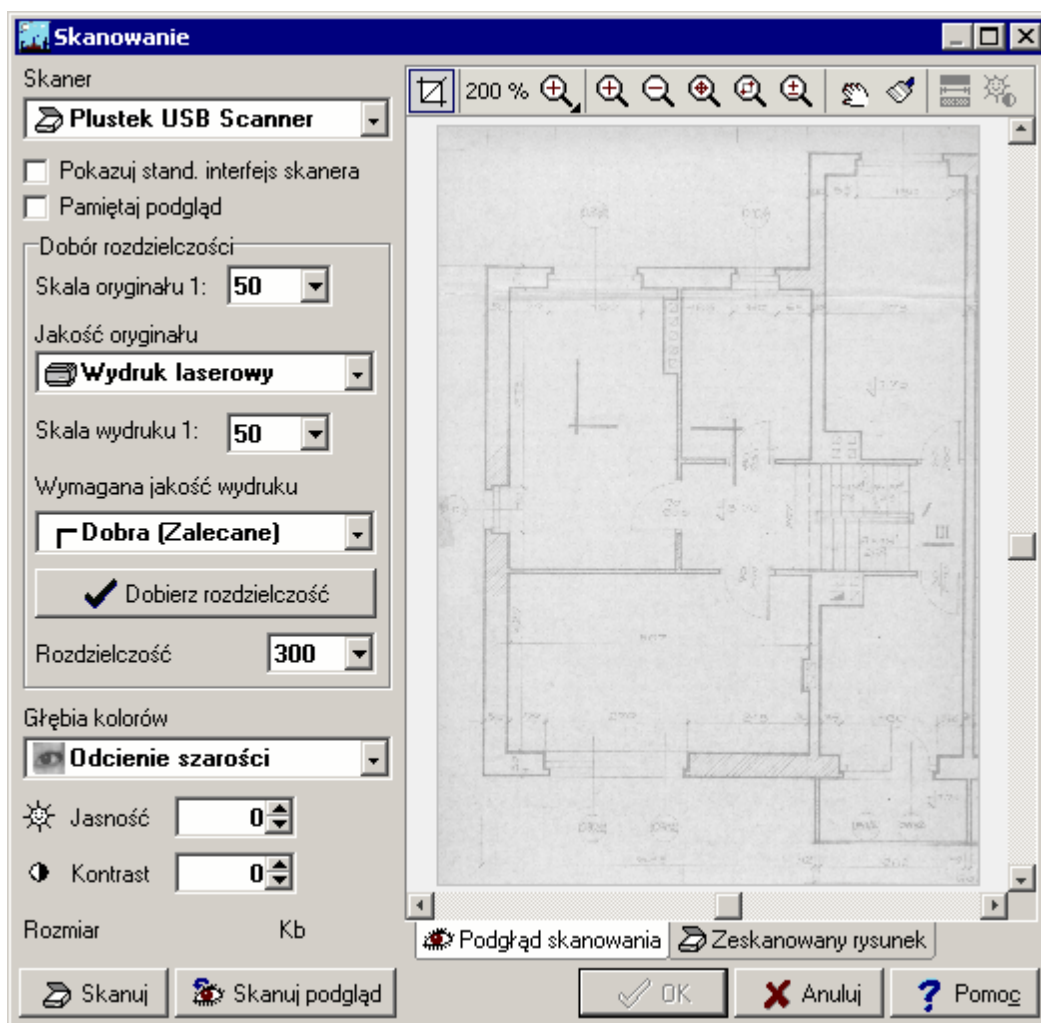 Skanowanie
Skaner
Plustek USB Scanner
Pokazuj stand. interfejs skanera
Pamiętaj podgląd
Dobór rozdzielczości
Skala oryginału 1: 50
Jakość oryginału
Wydruk laserowy
Skala wydruku 1: 50
Wymagana jakość wydruku
Dobra (Zalecane)
Dobierz rozdzielczość
Rozdzielczość 300
Głębia kolorów
Odcienie szarości
Jasność 0
Kontrast 0
Rozmiar Kb
Skanuj Skanuj podgląd
200 %
Podgląd skanowania Zeskanowany rysunek
OK Anuluj Pomoc